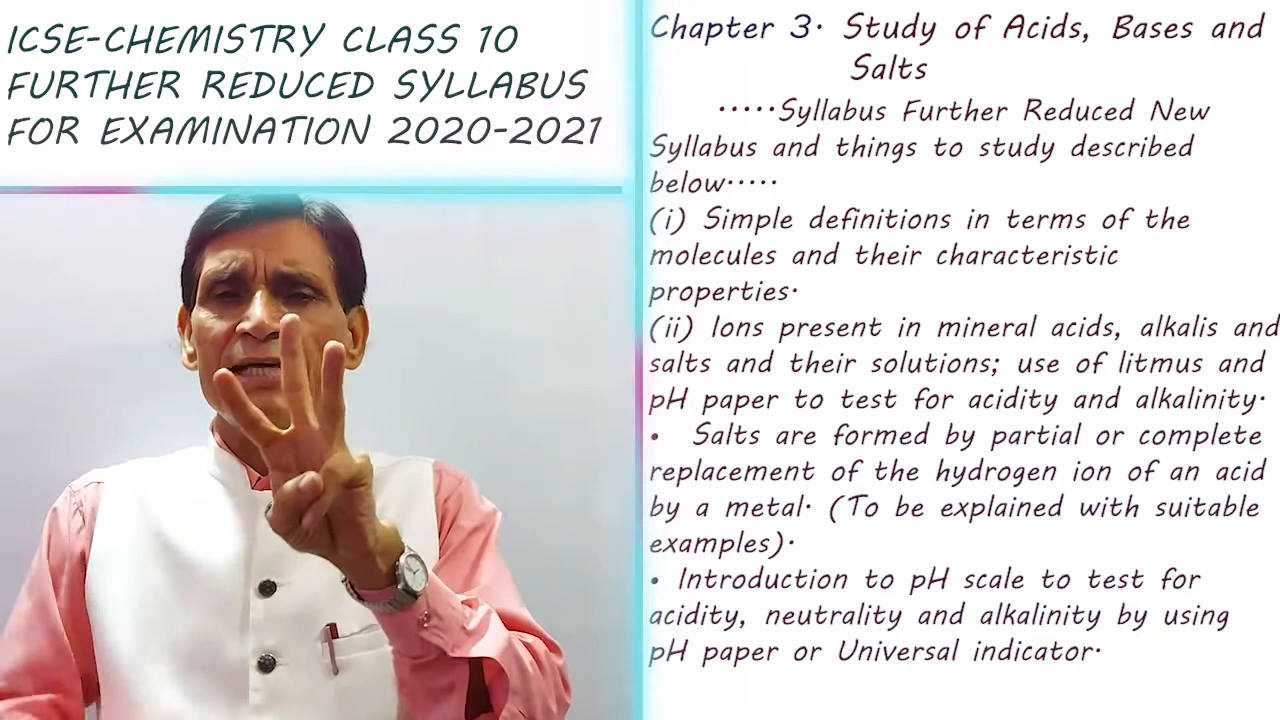 ICSE-CHEMISTRY CLASS 10
FURTHER REDUCED SYLLABUS
FOR EXAMINATION 2020-2021
Chapter 3· Study of Acids, Bases and
Salts
·····Syllabus Further Reduced New
Syllabus and things to study described
below·····
(i) Simple definitions in terms of the
molecules and their characteristic
properties·
(ii) Ions present in mineral acids, alkalis and
salts and their solutions; use of litmus and
pH paper to test for acidity and alkalinity·
• Salts are formed by partial or complete
replacement of the hydrogen ion of an acid
by a metal· (To be explained with suitable
examples)·
• Introduction to pH scale to test for
acidity, neutrality and alkalinity by using
pH paper or Universal indicator·